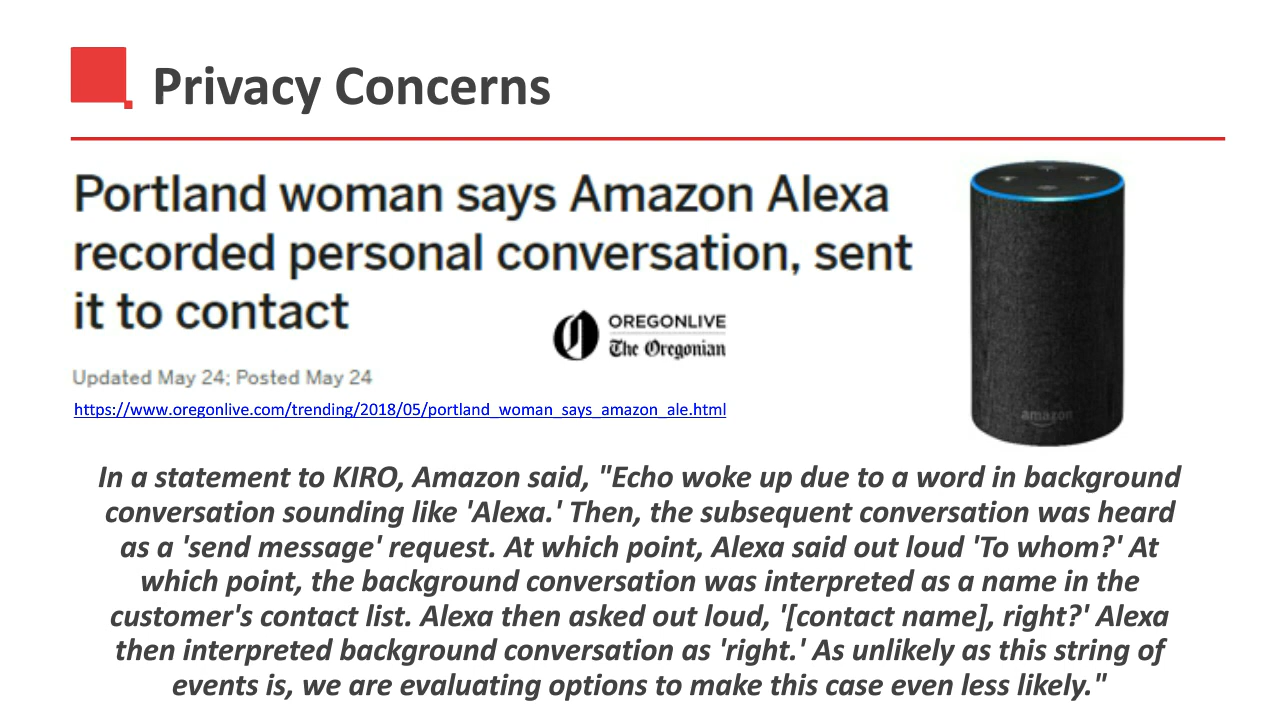 Privacy Concerns
Portland woman says Amazon Alexa
recorded personal conversation, sent
it to contact
OREGONLIVE
The Oregonian
Updated May 24; Posted May 24
https://www.oregonlive.com/trending/2018/05/portland_woman_says_amazon_ale.html
amazon
In a statement to KIRO, Amazon said, "Echo woke up due to a word in background
conversation sounding like 'Alexa.' Then, the subsequent conversation was heard
as a 'send message' request. At which point, Alexa said out loud 'To whom?' At
which point, the background conversation was interpreted as a name in the
customer's contact list. Alexa then asked out loud, '[contact name], right?' Alexa
then interpreted background conversation as 'right.' As unlikely as this string of
events is, we are evaluating options to make this case even less likely."